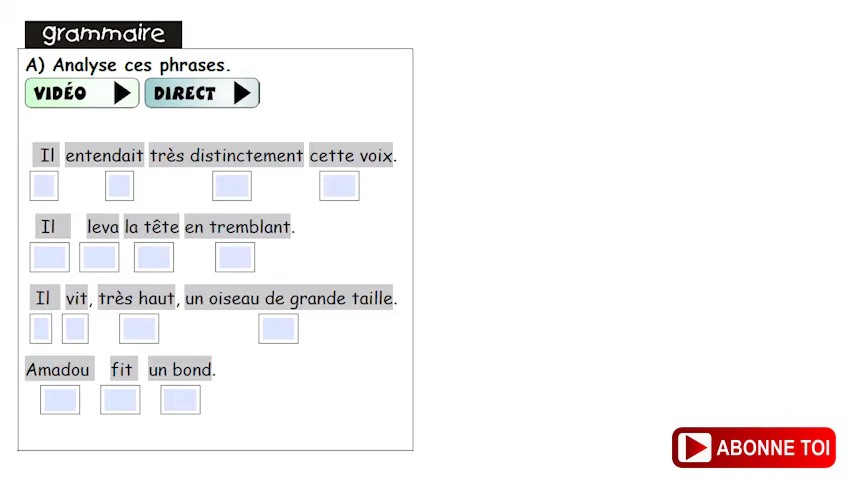 grammaire
A) Analyse ces phrases.
VIDÉO DIRECT
Il entendait très distinctement cette voix.
Il leva la tête en tremblant.
Il vit, très haut, un oiseau de grande taille.
Amadou fit un bond.
ABONNE TOI